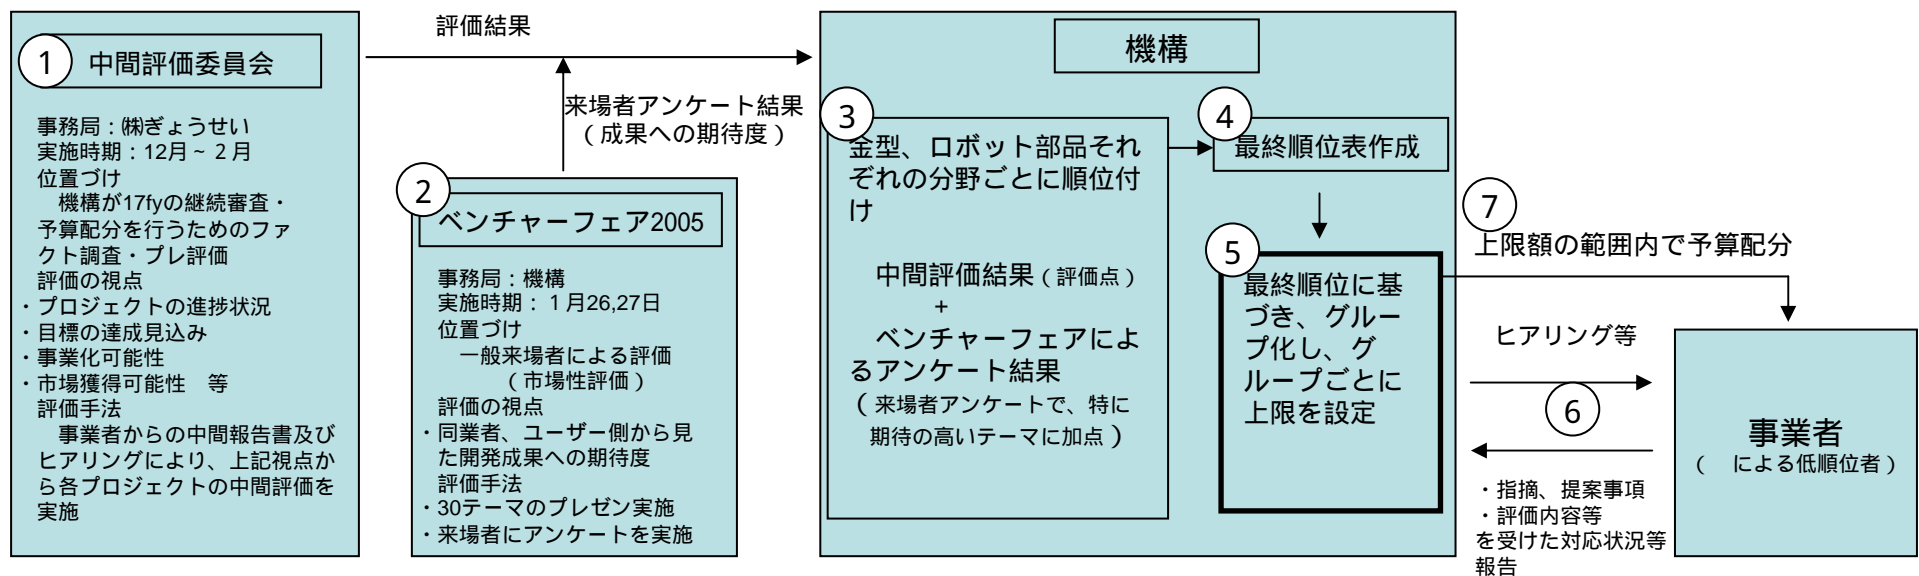 1
中間評価委員会
事務局：㈱ぎょうせい
実施時期：12月～２月
位置づけ
機構が17fyの継続審査・
予算配分を行うためのファ
クト調査・プレ評価
評価の視点
・プロジェクトの進捗状況
・目標の達成見込み
・事業化可能性
・市場獲得可能性　等
評価手法
事業者からの中間報告書及び
ヒアリングにより、上記視点か
ら各プロジェクトの中間評価を
実施
評価結果
来場者アンケート結果
（成果への期待度）
2
ベンチャーフェア2005
事務局：機構
実施時期：１月26,27日
位置づけ
一般来場者による評価
（市場性評価）
評価の視点
・同業者、ユーザー側から見
た開発成果への期待度
評価手法
・30テーマのプレゼン実施
・来場者にアンケートを実施
機構
3
金型、ロボット部品それ
ぞれの分野ごとに順位付
け
中間評価結果（評価点）
+
ベンチャーフェアによ
るアンケート結果
（来場者アンケートで、特に
期待の高いテーマに加点）
4
最終順位表作成
5
最終順位に基
づき、グルー
プ化し、グ
ループごとに
上限を設定
7
上限額の範囲内で予算配分
ヒアリング等
6
・指摘、提案事項
・評価内容等
を受けた対応状況等
報告
事業者
（　による低順位者）